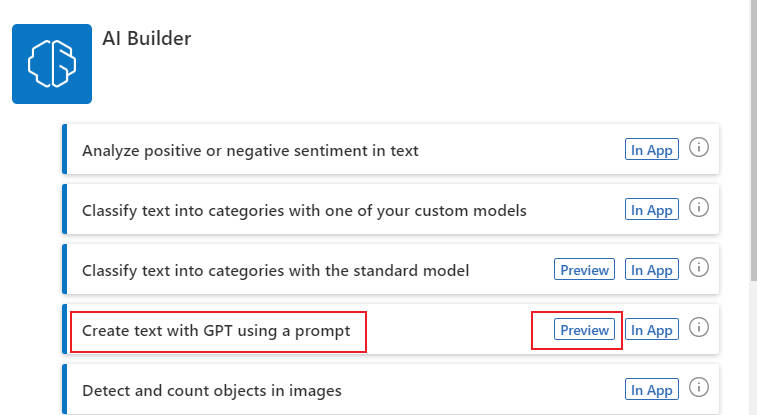 AI Builder
Analyze positive or negative sentiment in text In App
Classify text into categories with one of your custom models In App
Classify text into categories with the standard model Preview In App
Create text with GPT using a prompt Preview In App
Detect and count objects in images In App